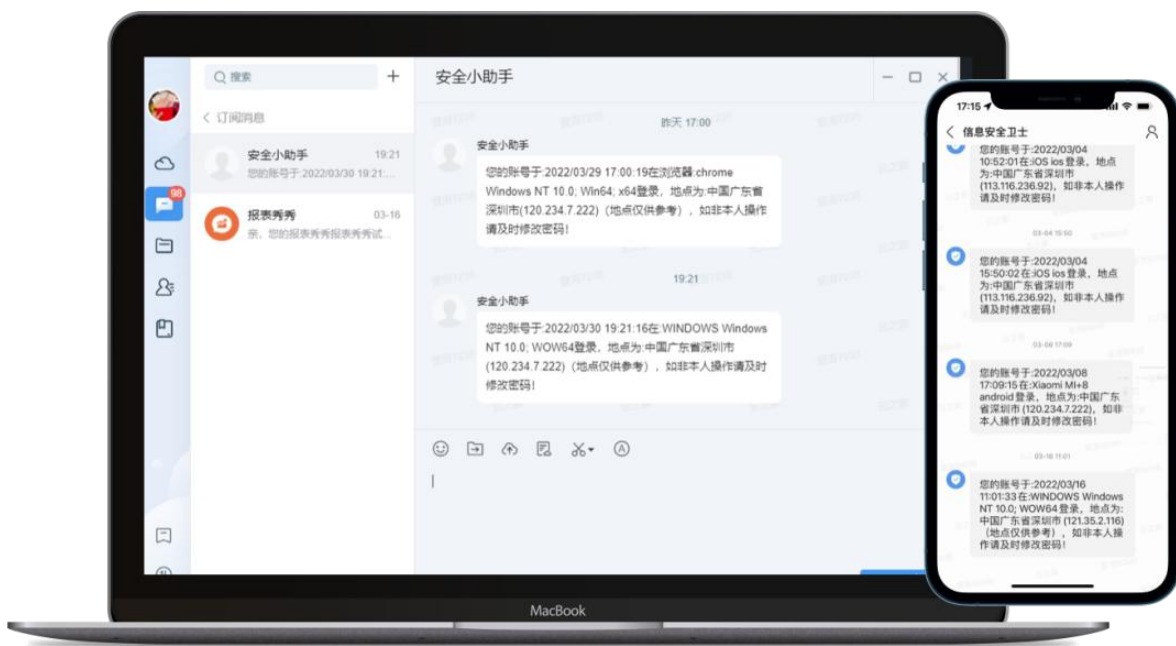 搜索
订阅消息
安全小助手 19:21
您的账号于:2022/03/30 19:21:...
98
报表秀秀 03-16
亲、您的报表秀秀报表秀秀试...
安全小助手
昨天 17:00
安全小助手
您的账号于:2022/03/29 17:00:19在浏览器:chrome
Windows NT 10.0; Win64; x64登录，地点为:中国广东省
深圳市(120.234.7.222)（地点仅供参考），如非本人操作
请及时修改密码!
19:21
安全小助手
您的账号于:2022/03/30 19:21:16在:WINDOWS Windows
NT 10.0; WOW64登录，地点为:中国广东省深圳市
(120.234.7.222)（地点仅供参考），如非本人操作请及时
修改密码!
MacBook
17:15
信息安全卫士
您的账号于:2022/03/04
10:52:01在:iOS ios登录，地点
为:中国广东省深圳市
(113.116.236.92)，如非本人操作
请及时修改密码!
03-04 15:50
您的账号于:2022/03/04
15:50:02在:iOS ios登录，地点
为:中国广东省深圳市
(113.116.236.92)，如非本人操作
请及时修改密码!
03-08 17:09
您的账号于:2022/03/08
17:09:15在:Xiaomi MI+8
android登录，地点为:中国广东
省深圳市 (120.234.7.222)，如非
本人操作请及时修改密码!
03-16 11:01
您的账号于:2022/03/16
11:01:33在:WINDOWS Windows
NT 10.0; WOW64登录，地点为:
中国广东省深圳市 (121.35.2.116)
（地点仅供参考），如非本人操
作请及时修改密码!